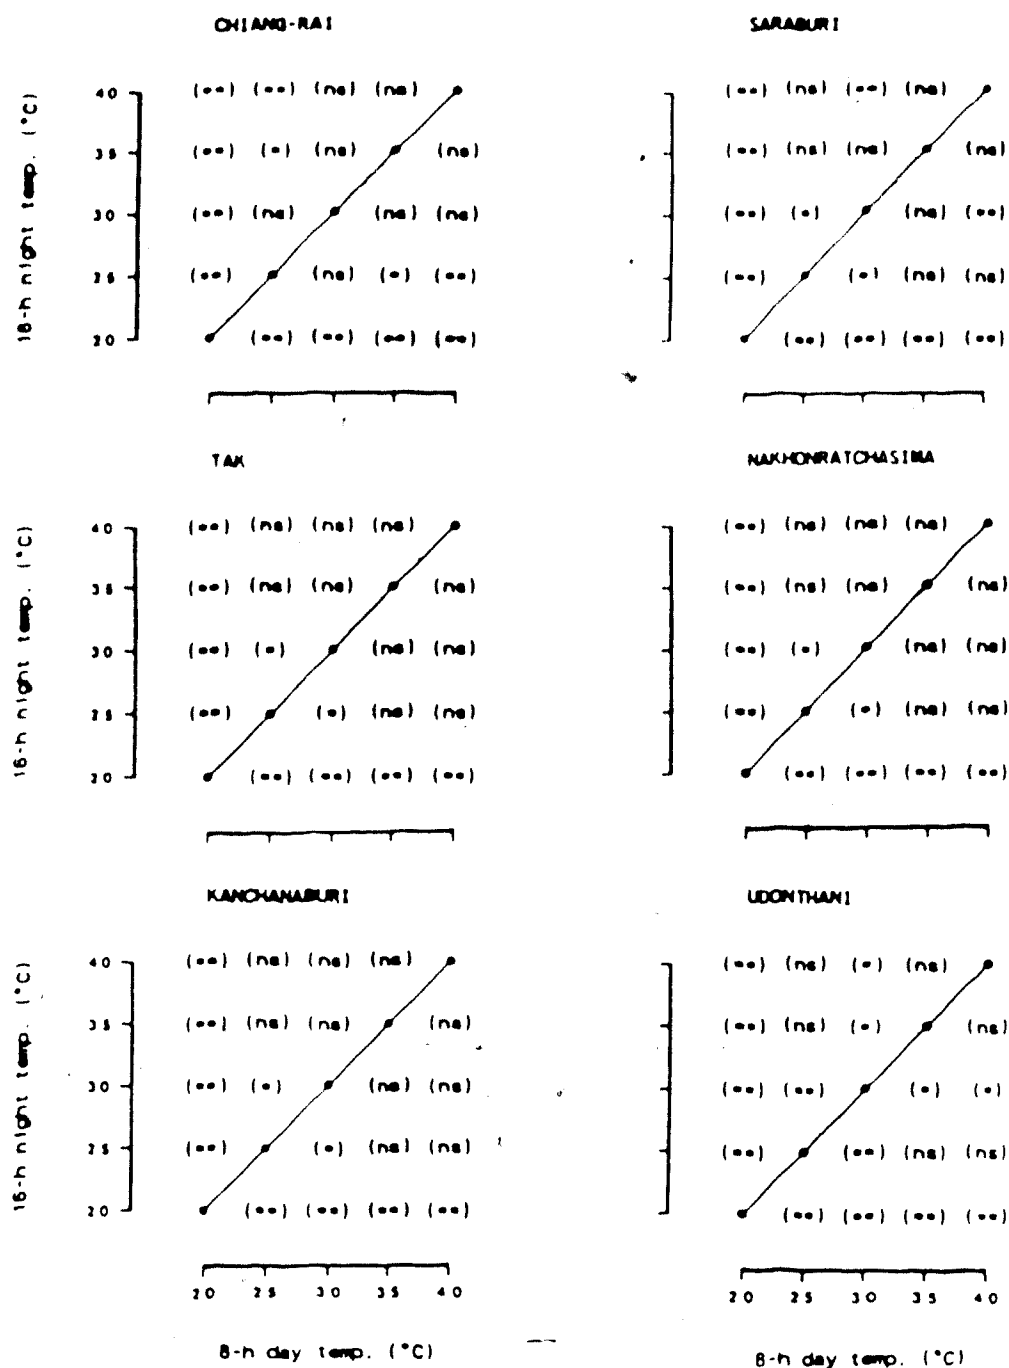 CHIANG-RAI SARABURI
40 (**) (**) (ns) (ns) (**) (ns) (**) (ns)
35 (**) (*) (ns) (ns) (**) (ns) (ns) (ns)
30 (**) (ns) (ns) (ns) (**) (*) (ns) (**)
25 (**) (ns) (*) (**) (**) (*) (ns) (ns)
20 (**) (**) (**) (**) (**) (**) (**) (**)
16-h night temp. (°C)
TAK NAKHONRATCHASIMA
40 (**) (ns) (ns) (ns) (**) (ns) (ns) (ns)
35 (**) (ns) (ns) (ns) (**) (ns) (ns) (ns)
30 (**) (*) (ns) (ns) (**) (*) (ns) (ns)
25 (**) (*) (ns) (ns) (**) (*) (ns) (ns)
20 (**) (**) (**) (**) (**) (**) (**) (**)
16-h night temp. (°C)
KANCHANABURI UDONTHANI
40 (**) (ns) (ns) (ns) (**) (ns) (*) (ns)
35 (**) (ns) (ns) (ns) (**) (ns) (*) (ns)
30 (**) (*) (ns) (ns) (**) (**) (*) (*)
25 (**) (*) (ns) (ns) (**) (**) (ns) (ns)
20 (**) (**) (**) (**) (**) (**) (**) (**)
16-h night temp. (°C)
20 25 30 35 40 20 25 30 35 40
8-h day temp. (°C) 8-h day temp. (°C)